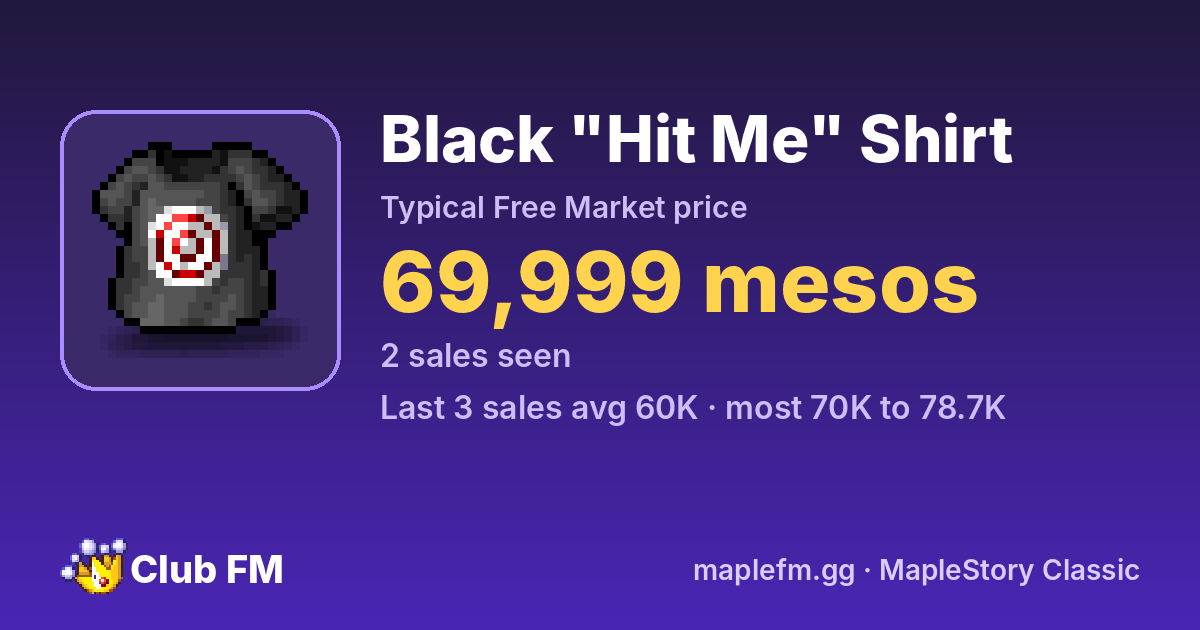 Black "Hit Me" Shirt
Typical Free Market price
69,999 mesos
2 sales seen
Last 3 sales avg 60K · most 70K to 78.7K
Club FM
maplefm.gg · MapleStory Classic